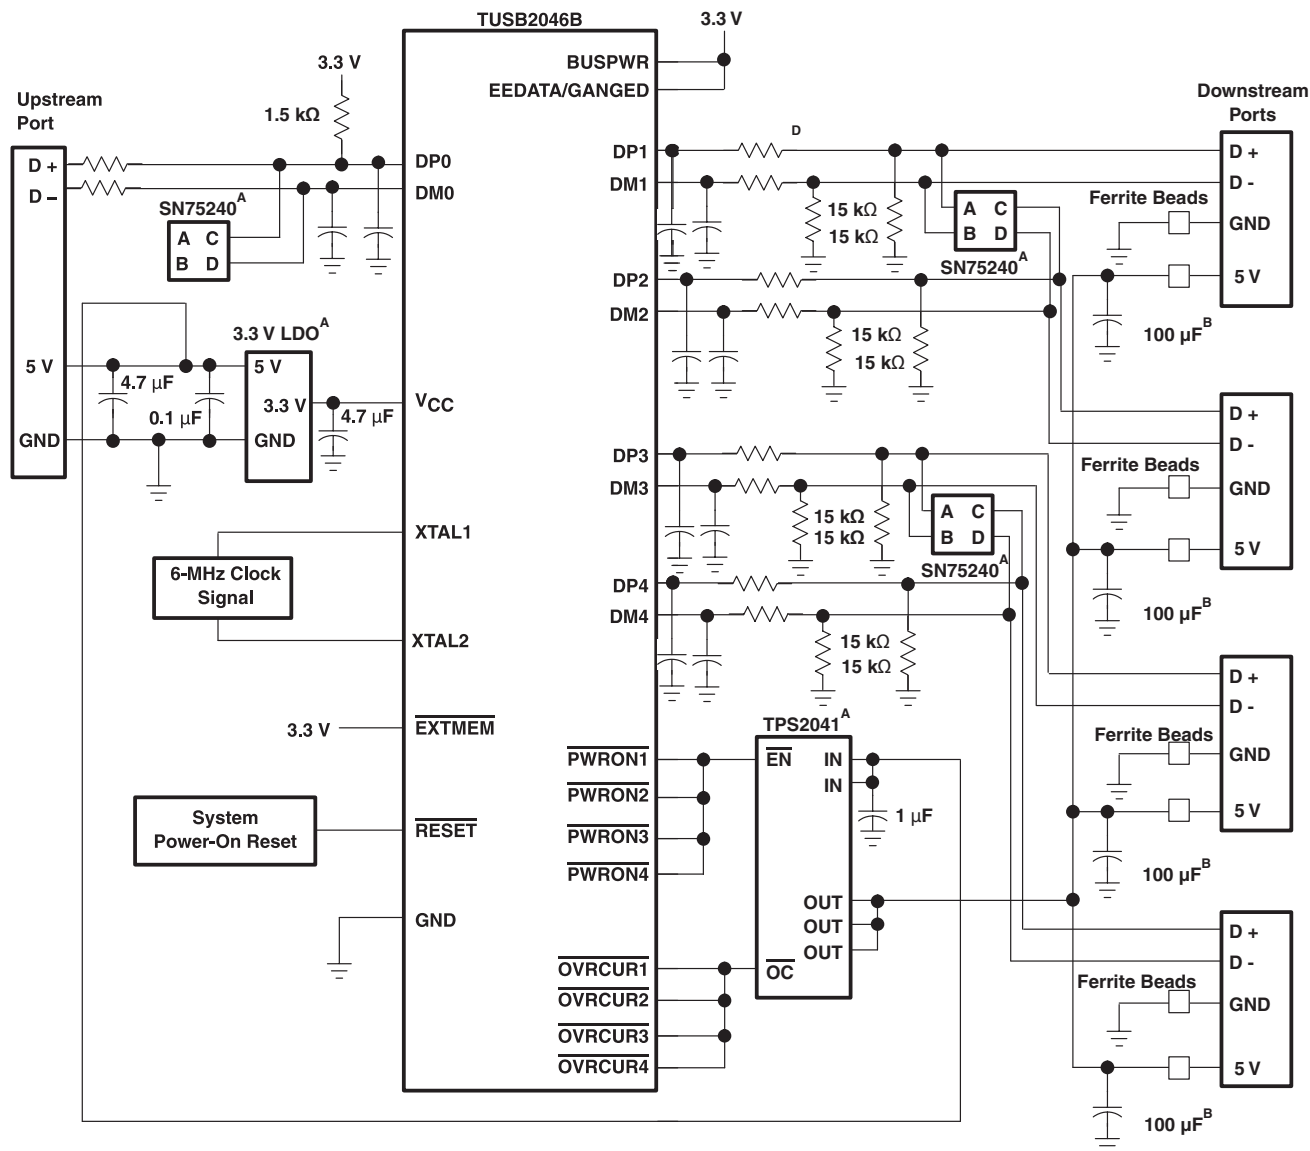 TUSB2046B
3.3 V
BUSPWR
EEDATA/GANGED
3.3 V
1.5 kΩ
Upstream
Port
D +
D −
DP0
DM0
SN75240A
A C
B D
Downstream
Ports
D
DP1
DM1
15 kΩ
15 kΩ
A C
B D
SN75240A
D +
D -
Ferrite Beads
GND
5 V
100 µFB
DP2
DM2
15 kΩ
15 kΩ
3.3 V LDOA
5 V
5 V
4.7 µF
0.1 µF
3.3 V
4.7 µF
VCC
GND
GND
D +
D -
Ferrite Beads
GND
5 V
100 µFB
DP3
DM3
15 kΩ
15 kΩ
A C
B D
SN75240A
XTAL1
6-MHz Clock
Signal
XTAL2
DP4
DM4
15 kΩ
15 kΩ
D +
D -
Ferrite Beads
GND
5 V
100 µFB
3.3 V
EXTMEM
TPS2041A
PWRON1
PWRON2
PWRON3
PWRON4
EN
IN
IN
1 µF
System
Power-On Reset
RESET
GND
OUT
OUT
OUT
OC
OVRCUR1
OVRCUR2
OVRCUR3
OVRCUR4
D +
D -
Ferrite Beads
GND
5 V
100 µFB